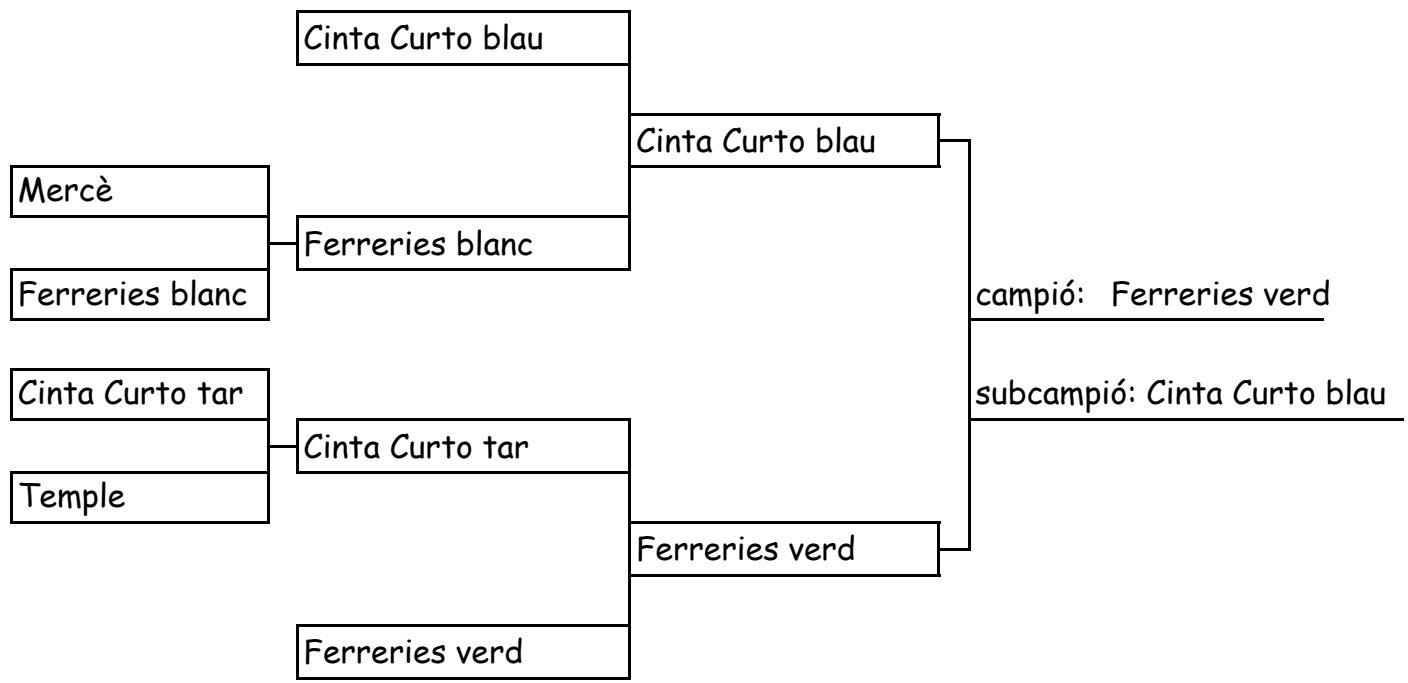 Cinta Curto blau
Cinta Curto blau
Mercè
Ferreries blanc
Ferreries blanc
campió: Ferreries verd
Cinta Curto tar
subcampió: Cinta Curto blau
Cinta Curto tar
Temple
Ferreries verd
Ferreries verd